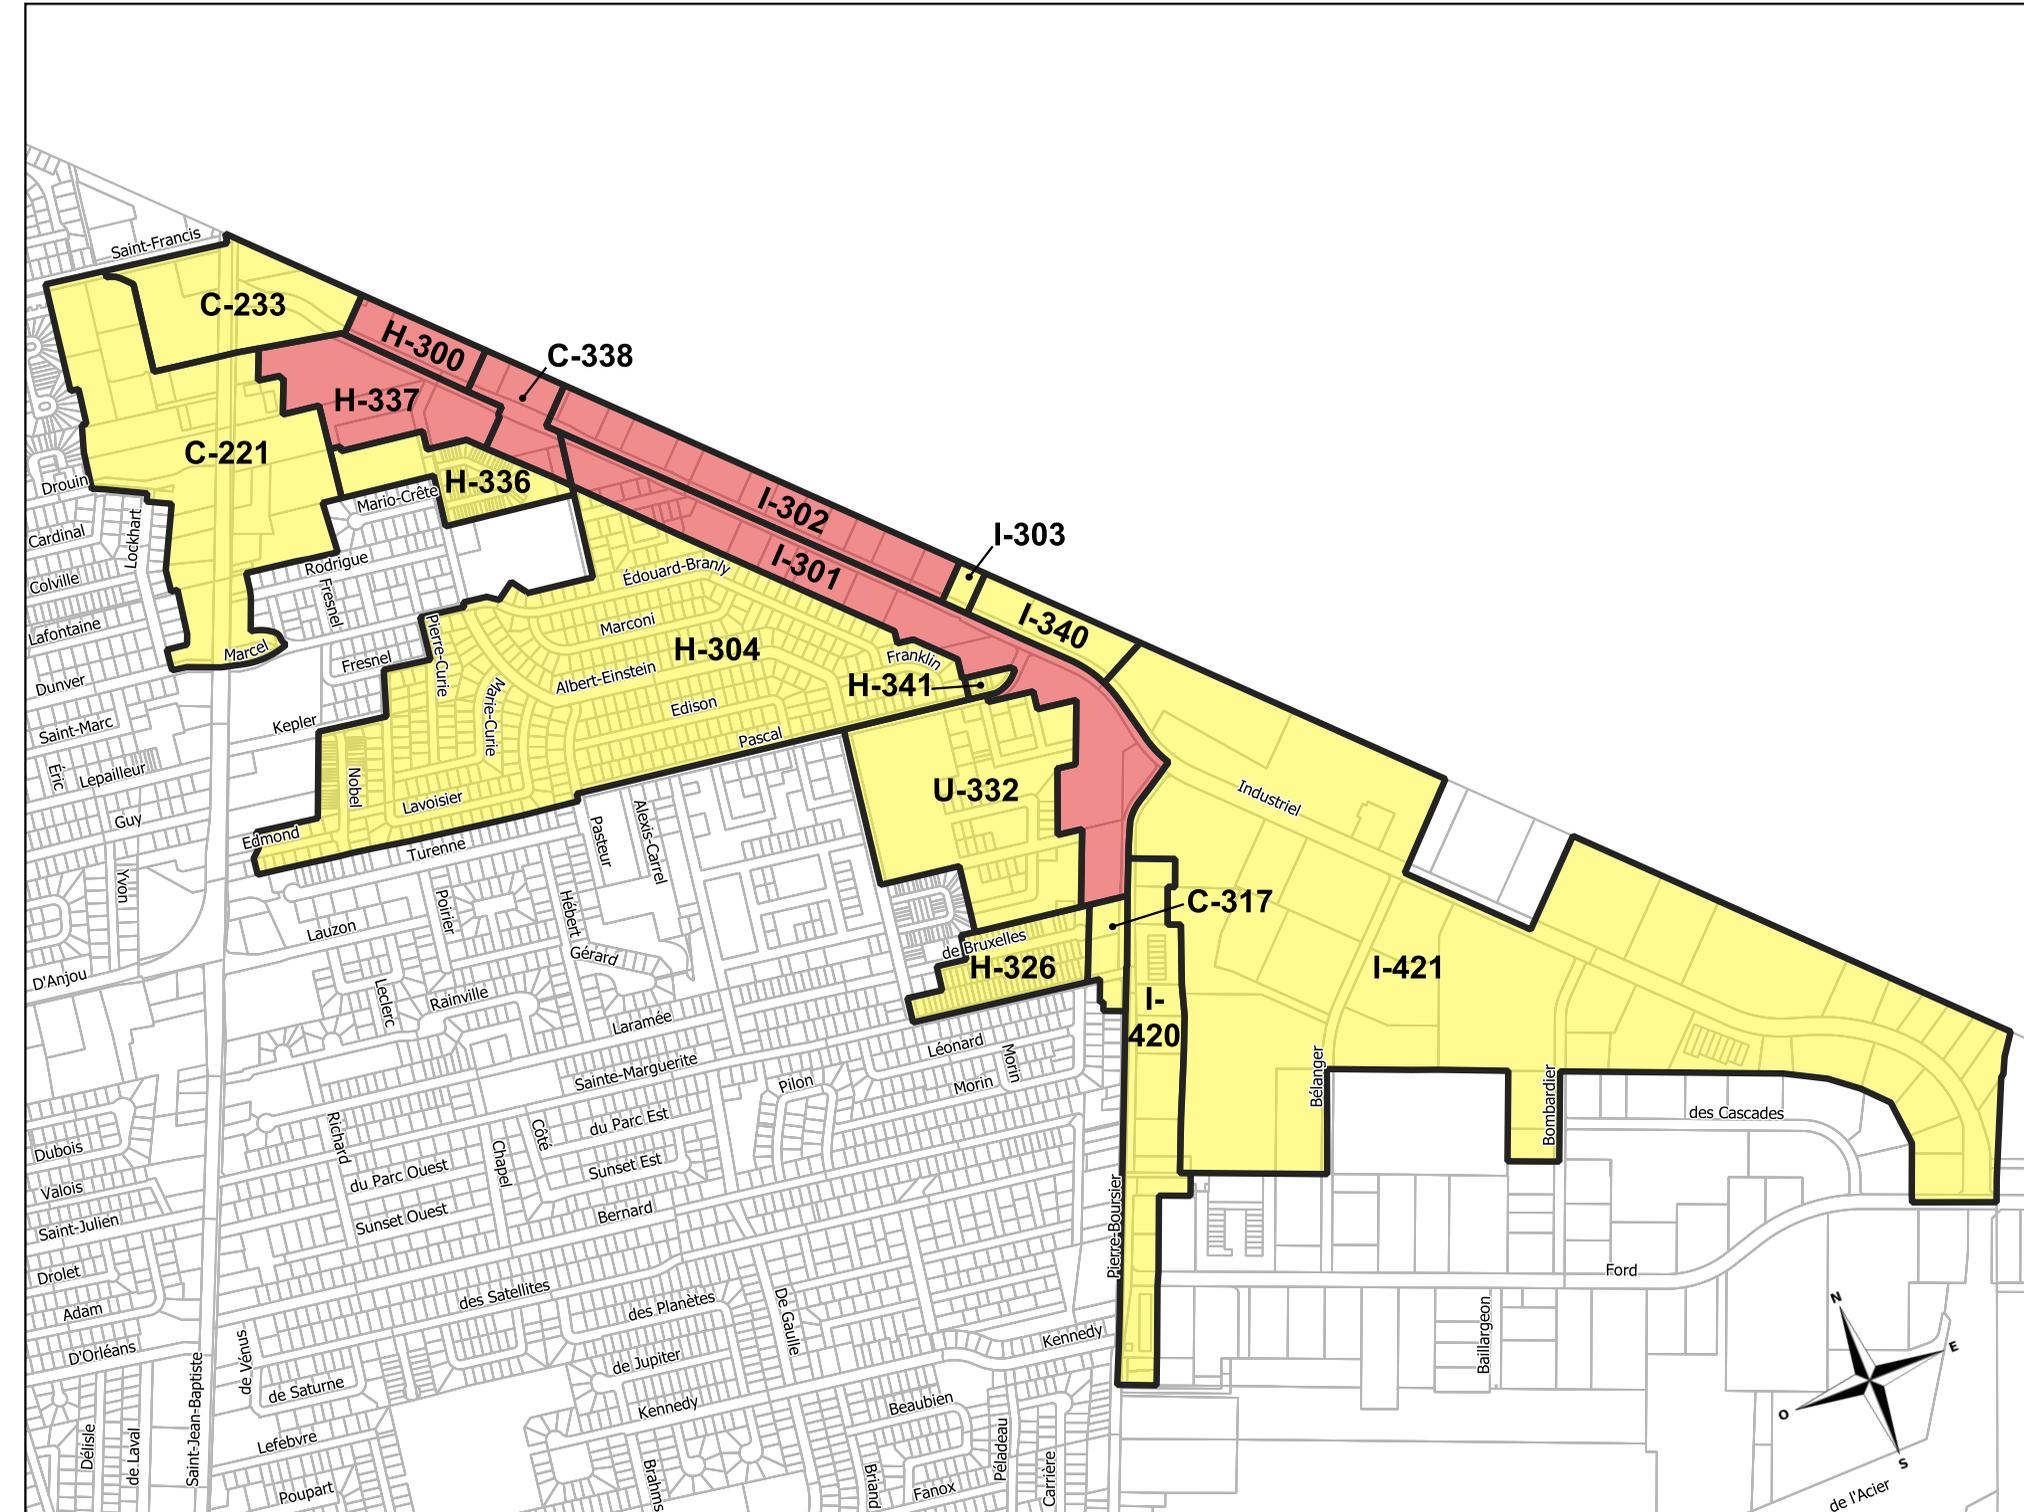 Saint-Francis
C-233
H-300
C-338
H-337
C-221
H-336
Drouin
Mario-Crête
I-302
I-303
Cardinal
Lockhart
Rodrigue
Édouard-Branly
I-301
Colville
Fresnel
Lafontaine
Marconi
I-340
Pierre-Curie
H-304
Marcel
Fresnel
Franklin
Dunver
Albert-Einstein
H-341
Marie-Curie
Edison
Saint-Marc
Kepler
Pascal
Éric
Lepailleur
Nobel
Lavoisier
U-332
Industriel
Guy
Edmond
Turenne
Pasteur
Alexis-Carrel
Yvon
Poirier
Hébert
C-317
Lauzon
de Bruxelles
Gérard
H-326
I-421
D'Anjou
Leclerc
Rainville
I-
420
Laramée
Léonard
Morin
Sainte-Marguerite
Pilon
Morin
Bélanger
Bombardier
des Cascades
Richard
du Parc Est
Côté
Chapel
Dubois
du Parc Ouest
Sunset Est
Valois
Saint-Julien
Sunset Ouest
Bernard
Pierre-Boursier
Drolet
Ford
Adam
des Satellites
des Planètes
De Gaulle
Baillargeon
Kennedy
D'Orléans
de Vénus
de Jupiter
Saint-Jean-Baptiste
de Saturne
Kennedy
Beaubien
Délisle
de Laval
Lefebvre
Péladeau
Carrière
Poupart
Brahms
Briand
Fanox
de l'Acier
N
E
O
S